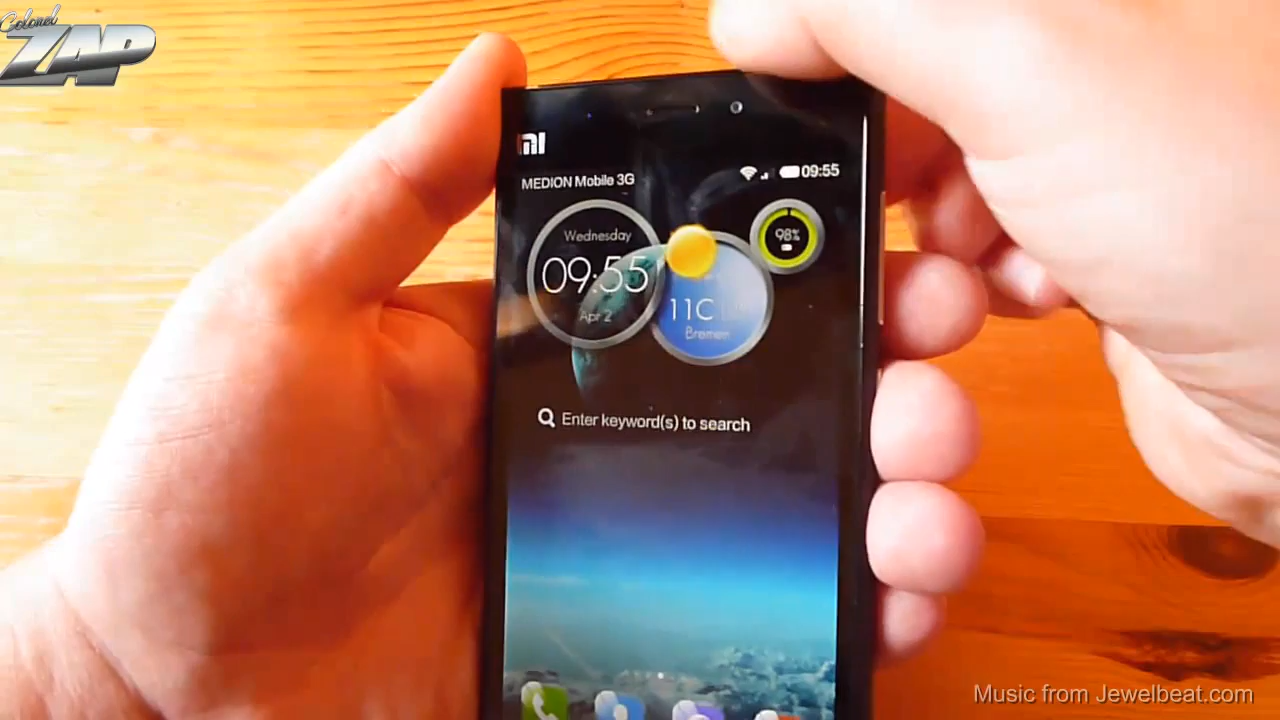 Colonel
ZAP
MI
MEDION Mobile 3G
09:55
Wednesday
09:55
Apr 2
98%
11C
Bremen
Enter keyword(s) to search
Music from Jewelbeat.com